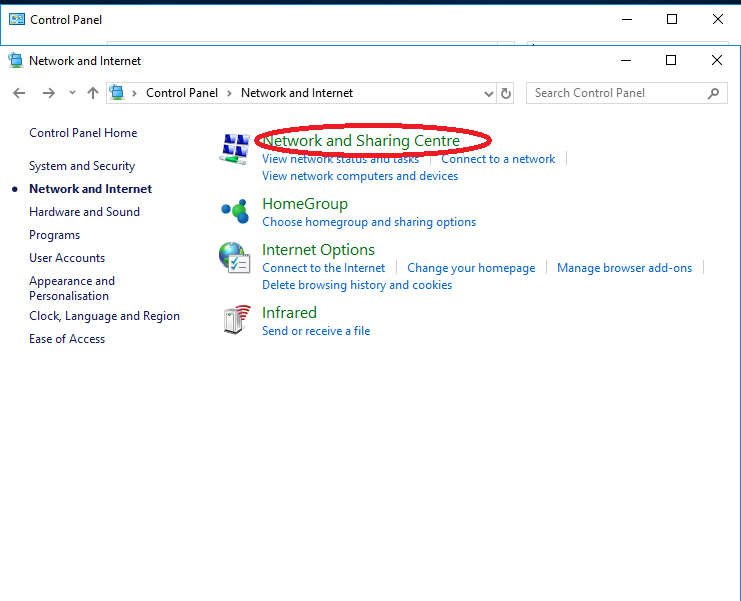 Control Panel
Network and Internet
Control Panel > Network and Internet
Search Control Panel
Control Panel Home
System and Security
Network and Internet
Hardware and Sound
Programs
User Accounts
Appearance and
Personalisation
Clock, Language and Region
Ease of Access
Network and Sharing Centre
View network status and tasks
Connect to a network
View network computers and devices
HomeGroup
Choose homegroup and sharing options
Internet Options
Connect to the Internet
Change your homepage
Manage browser add-ons
Delete browsing history and cookies
Infrared
Send or receive a file